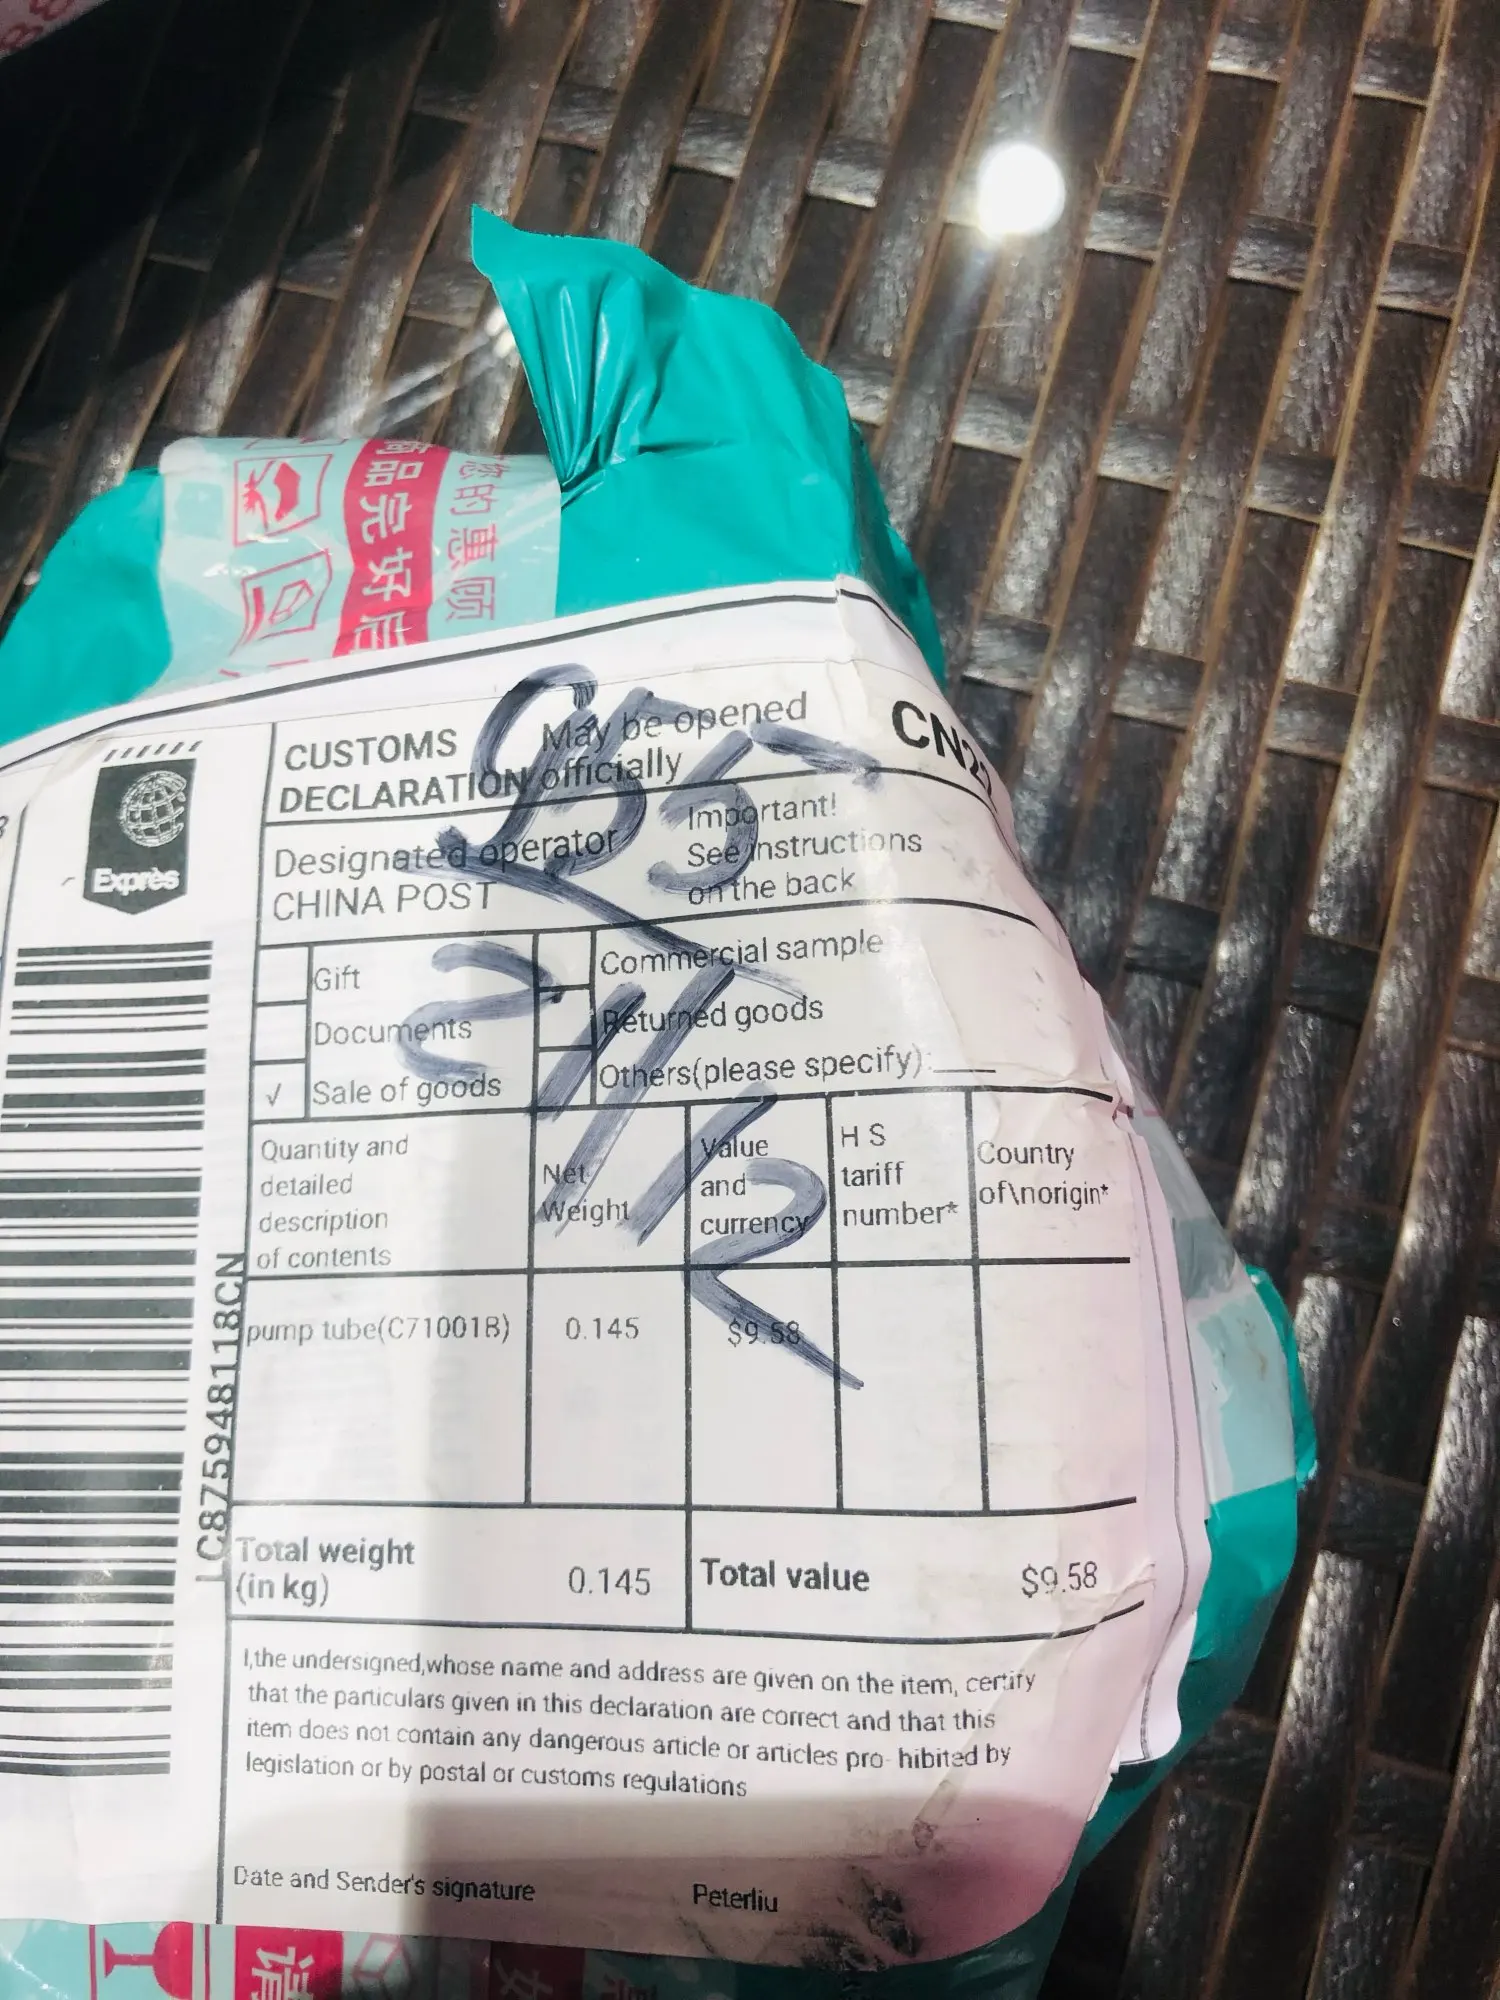 您的惠顾
商品完好后
CUSTOMS
DECLARATION
May be opened
officially
CN22
Exprès
Designated operator
CHINA POST
Important!
See instructions
on the back
Gift
Commercial sample
Documents
Returned goods
√ Sale of goods
Others(please specify):____
Quantity and
detailed
description
of contents
Net
Weight
Value
and
currency
H S
tariff
number*
Country
of\norigin*
pump tube(C71001B) 0.145 $9.58
LC875948118CN
Total weight
(in kg) 0.145
Total value $9.58
I,the undersigned,whose name and address are given on the item, certify
that the particulars given in this declaration are correct and that this
item does not contain any dangerous article or articles pro- hibited by
legislation or by postal or customs regulations
Date and Sender's signature Peterliu
请